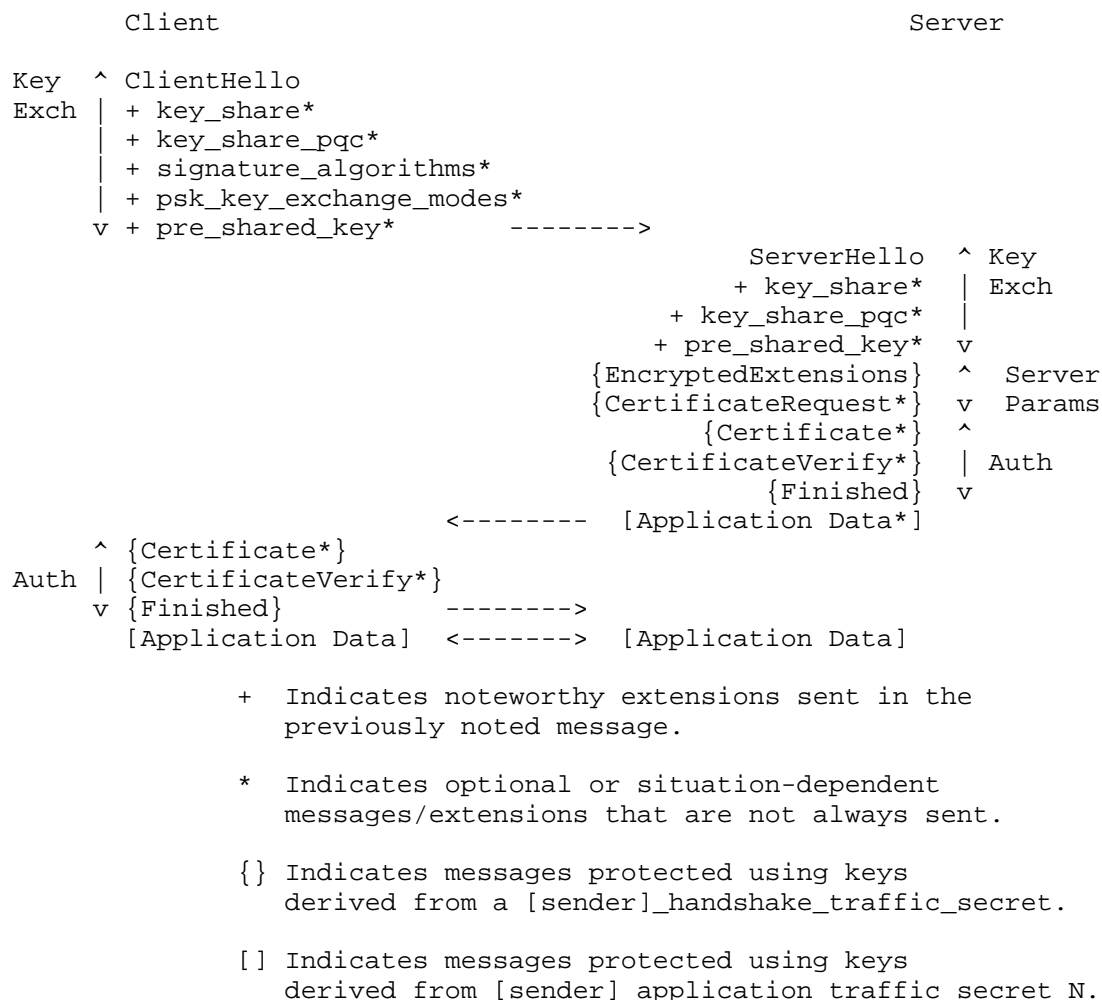 Client                                           Server

Key  ^ ClientHello
Exch | + key_share*
     | + key_share_pqc*
     | + signature_algorithms*
     | + psk_key_exchange_modes*
     v + pre_shared_key*       -------->
                                              ServerHello  ^ Key
                                             + key_share*  | Exch
                                         + key_share_pqc*  |
                                        + pre_shared_key*  v
                                    {EncryptedExtensions}  ^  Server
                                    {CertificateRequest*}  v  Params
                                           {Certificate*}  ^
                                     {CertificateVerify*}  | Auth
                                               {Finished}  v
                           <--------  [Application Data*]
     ^ {Certificate*}
Auth | {CertificateVerify*}
     v {Finished}          -------->
       [Application Data]  <------->  [Application Data]

              +  Indicates noteworthy extensions sent in the
                 previously noted message.

              *  Indicates optional or situation-dependent
                 messages/extensions that are not always sent.

              {} Indicates messages protected using keys
                 derived from a [sender]_handshake_traffic_secret.

              [] Indicates messages protected using keys
                 derived from [sender]_application_traffic_secret_N.